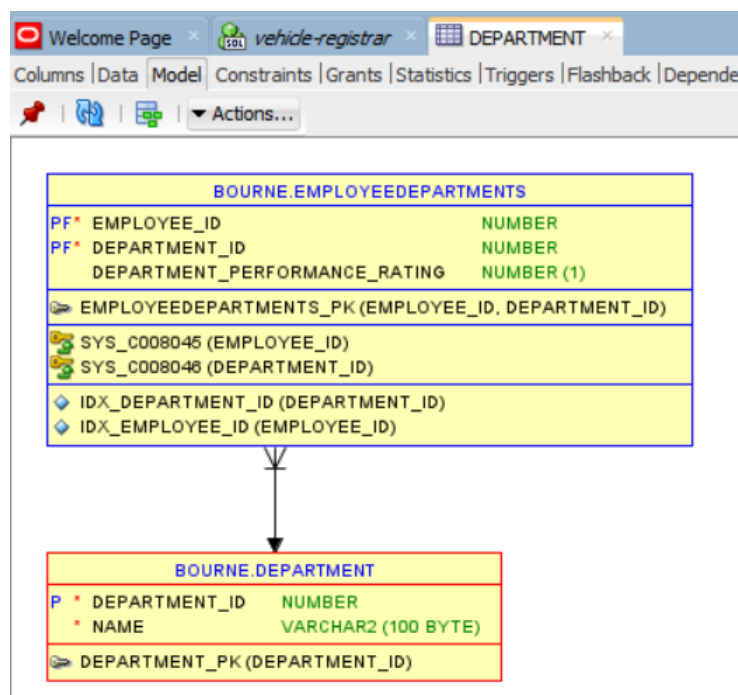 Welcome Page × vehicle-registrar × DEPARTMENT ×
Columns |Data |Model| Constraints |Grants |Statistics |Triggers |Flashback |Depende
Actions...
BOURNE.EMPLOYEEDEPARTMENTS
PF* EMPLOYEE_ID NUMBER
PF* DEPARTMENT_ID NUMBER
DEPARTMENT_PERFORMANCE_RATING NUMBER (1)
EMPLOYEEDEPARTMENTS_PK (EMPLOYEE_ID, DEPARTMENT_ID)
SYS_C008045 (EMPLOYEE_ID)
SYS_C008046 (DEPARTMENT_ID)
IDX_DEPARTMENT_ID (DEPARTMENT_ID)
IDX_EMPLOYEE_ID (EMPLOYEE_ID)
BOURNE.DEPARTMENT
P * DEPARTMENT_ID NUMBER
* NAME VARCHAR2 (100 BYTE)
DEPARTMENT_PK (DEPARTMENT_ID)